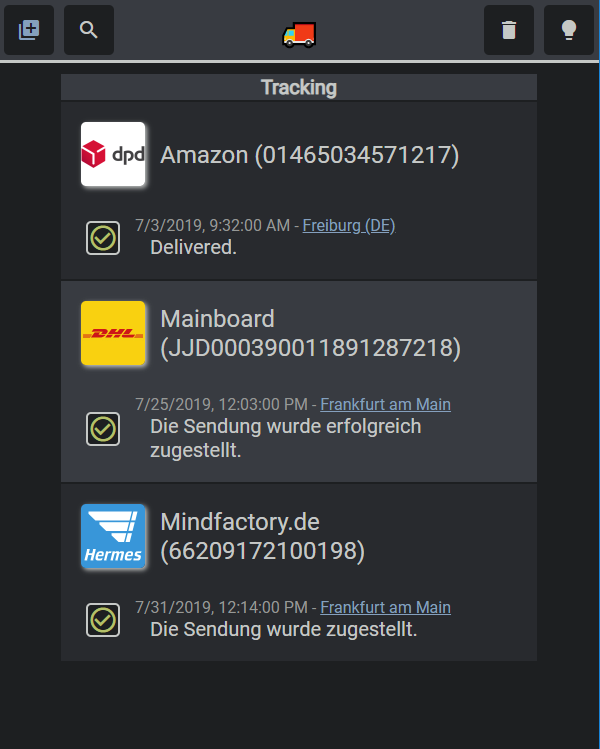 Tracking
dpd
Amazon (01465034571217)
7/3/2019, 9:32:00 AM - Freiburg (DE)
Delivered.
DHL
Mainboard
(JJD000390011891287218)
7/25/2019, 12:03:00 PM - Frankfurt am Main
Die Sendung wurde erfolgreich
zugestellt.
Hermes
Mindfactory.de
(66209172100198)
7/31/2019, 12:14:00 PM - Frankfurt am Main
Die Sendung wurde zugestellt.